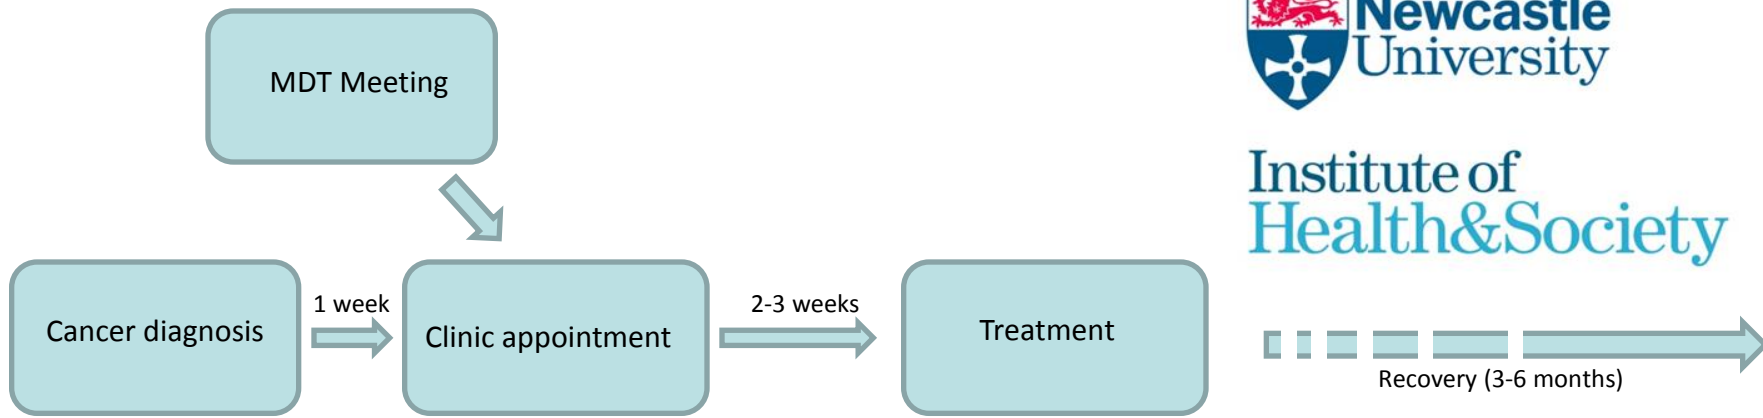 MDT Meeting
Newcastle
University
Institute of
Health&Society
Cancer diagnosis
1 week
Clinic appointment
2-3 weeks
Treatment
Recovery (3-6 months)